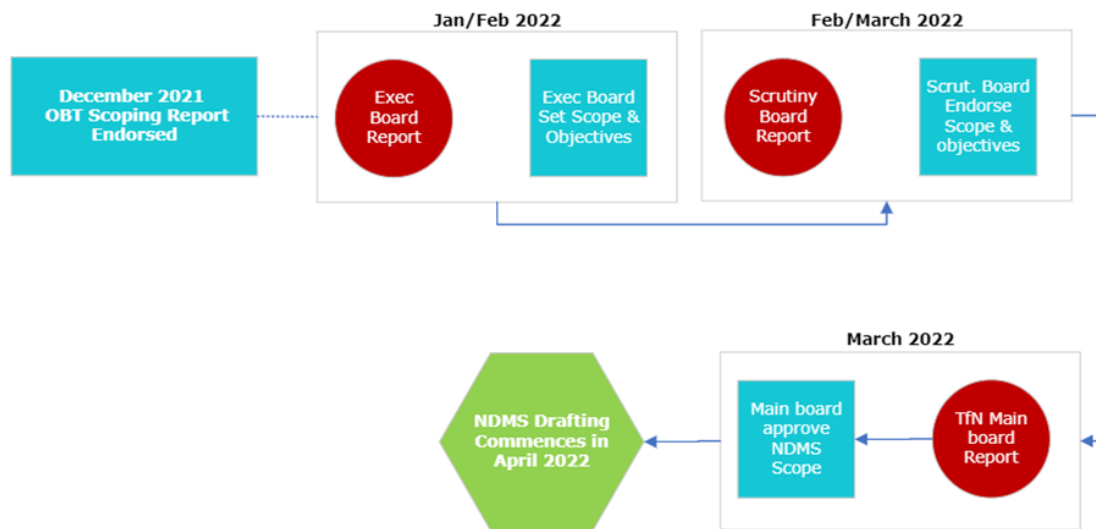 Jan/Feb 2022
Feb/March 2022
December 2021
OBT Scoping Report
Endorsed
Exec
Board
Report
Exec Board
Set Scope &
Objectives
Scrutiny
Board
Report
Scrut. Board
Endorse
Scope &
objectives
March 2022
NDMS Drafting
Commences in
April 2022
Main board
approve
NDMS
Scope
TfN Main
board
Report